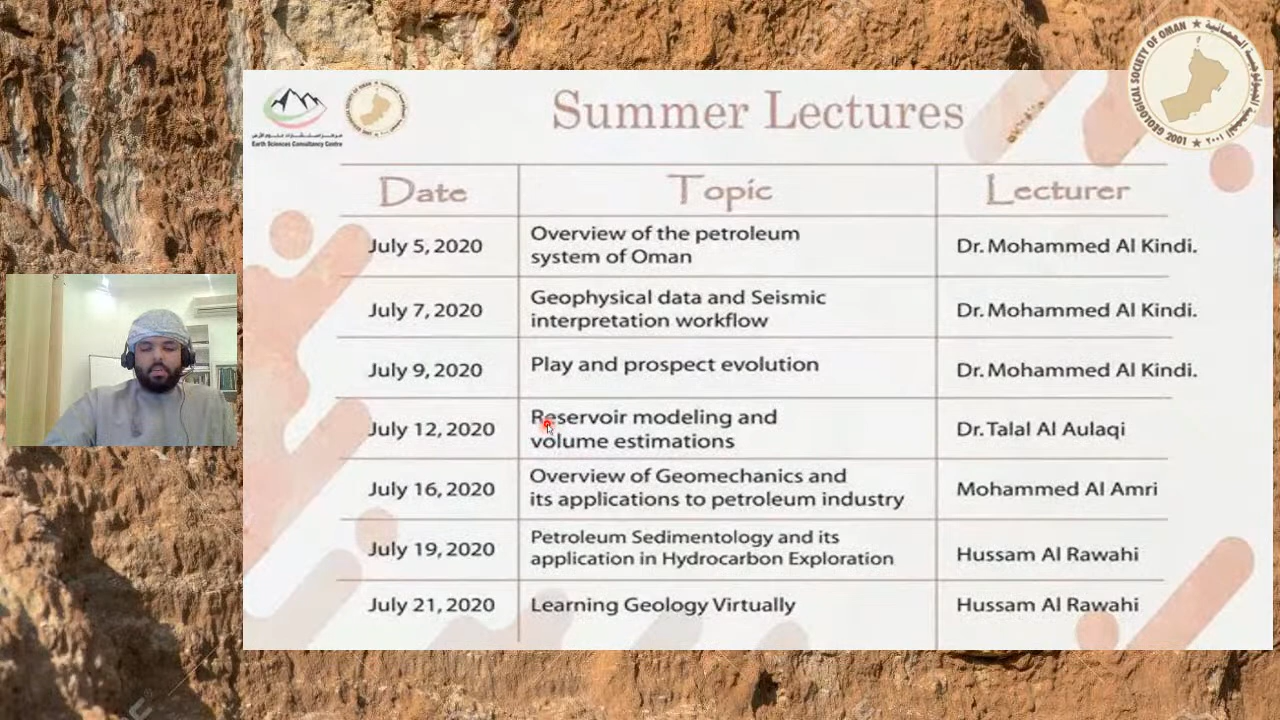 Summer Lectures
مركز استشارات علوم الأرض
Earth Sciences Consultancy Centre
GEOLOGICAL SOCIETY OF OMAN
2001
٢٠٠١
Date
Topic
Lecturer
July 5, 2020
Overview of the petroleum
system of Oman
Dr. Mohammed Al Kindi.
July 7, 2020
Geophysical data and Seismic
interpretation workflow
Dr. Mohammed Al Kindi.
July 9, 2020
Play and prospect evolution
Dr. Mohammed Al Kindi.
July 12, 2020
Reservoir modeling and
volume estimations
Dr. Talal Al Aulaqi
July 16, 2020
Overview of Geomechanics and
its applications to petroleum industry
Mohammed Al Amri
July 19, 2020
Petroleum Sedimentology and its
application in Hydrocarbon Exploration
Hussam Al Rawahi
July 21, 2020
Learning Geology Virtually
Hussam Al Rawahi